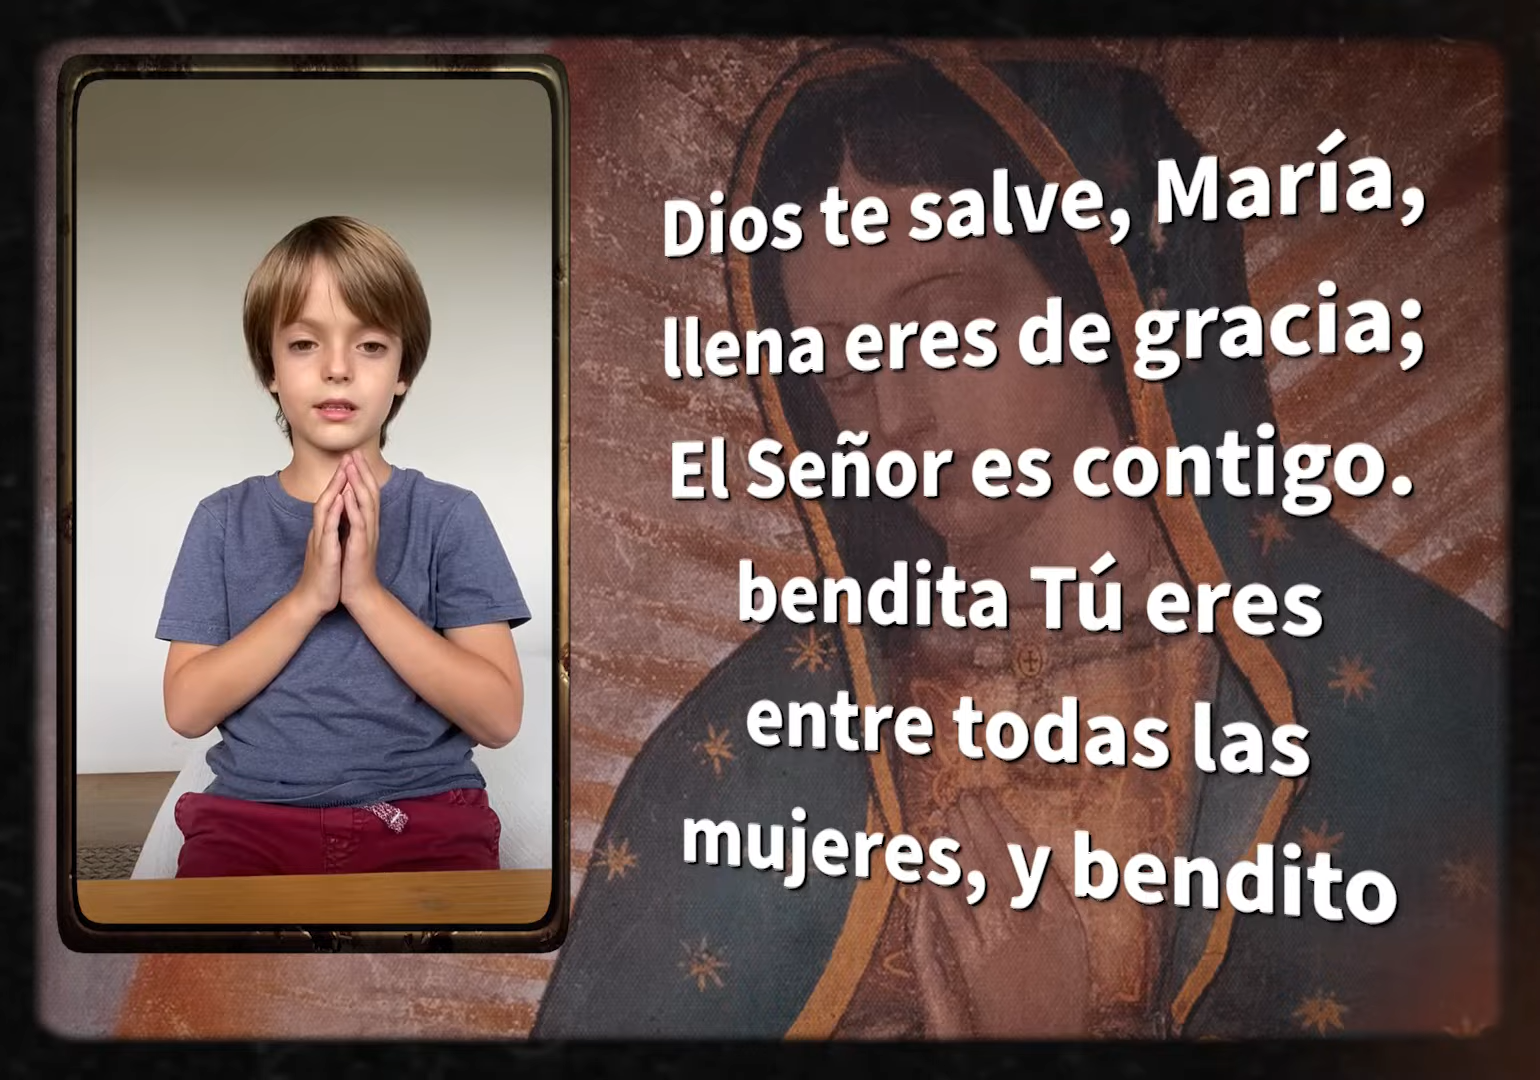 Dios te salve, María,
llena eres de gracia;
El Señor es contigo.
bendita Tú eres
entre todas las
mujeres, y bendito